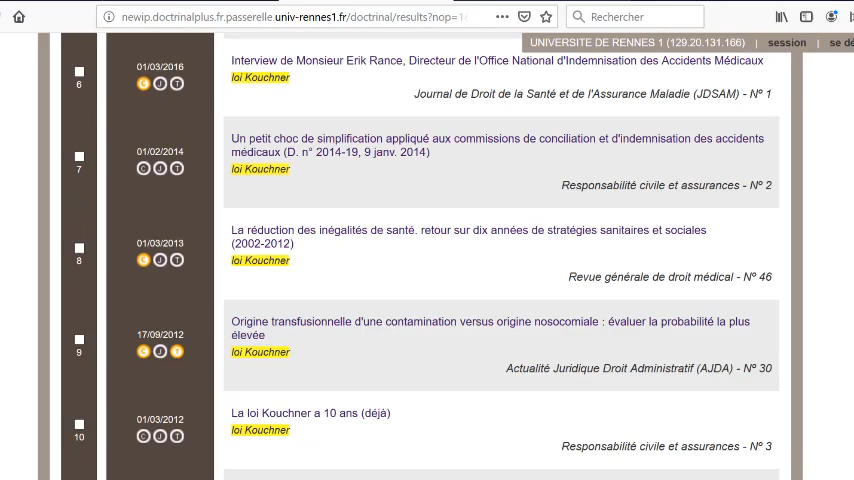 newip.doctrinalplus.fr.passerelle.univ-rennes1.fr/doctrinal/results?nop=1
Rechercher
UNIVERSITE DE RENNES 1 (129.20.131.166) | session | se dé
6
01/03/2016
C J T
Interview de Monsieur Erik Rance, Directeur de l'Office National d'Indemnisation des Accidents Médicaux
loi Kouchner
Journal de Droit de la Santé et de l'Assurance Maladie (JDSAM) - Nº 1
7
01/02/2014
C J T
Un petit choc de simplification appliqué aux commissions de conciliation et d'indemnisation des accidents
médicaux (D. n° 2014-19, 9 janv. 2014)
loi Kouchner
Responsabilité civile et assurances - Nº 2
8
01/03/2013
C J T
La réduction des inégalités de santé. retour sur dix années de stratégies sanitaires et sociales
(2002-2012)
loi Kouchner
Revue générale de droit médical - Nº 46
9
17/09/2012
C J T
Origine transfusionnelle d'une contamination versus origine nosocomiale : évaluer la probabilité la plus
élevée
loi Kouchner
Actualité Juridique Droit Administratif (AJDA) - Nº 30
10
01/03/2012
C J T
La loi Kouchner a 10 ans (déjà)
loi Kouchner
Responsabilité civile et assurances - Nº 3